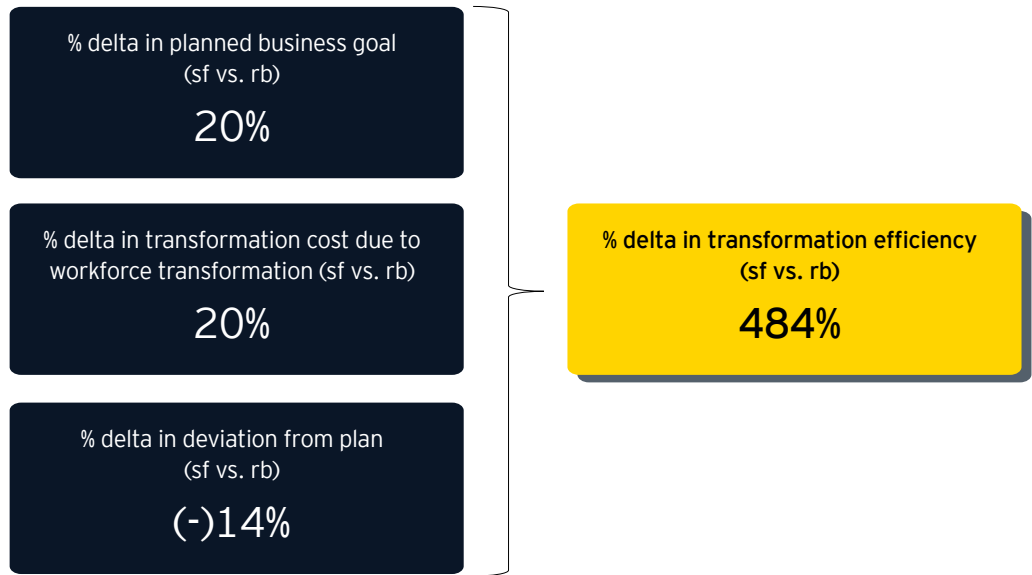 % delta in planned business goal
(sf vs. rb)
20%
% delta in transformation cost due to
workforce transformation (sf vs. rb)
20%
% delta in deviation from plan
(sf vs. rb)
(-)14%
% delta in transformation efficiency
(sf vs. rb)
484%